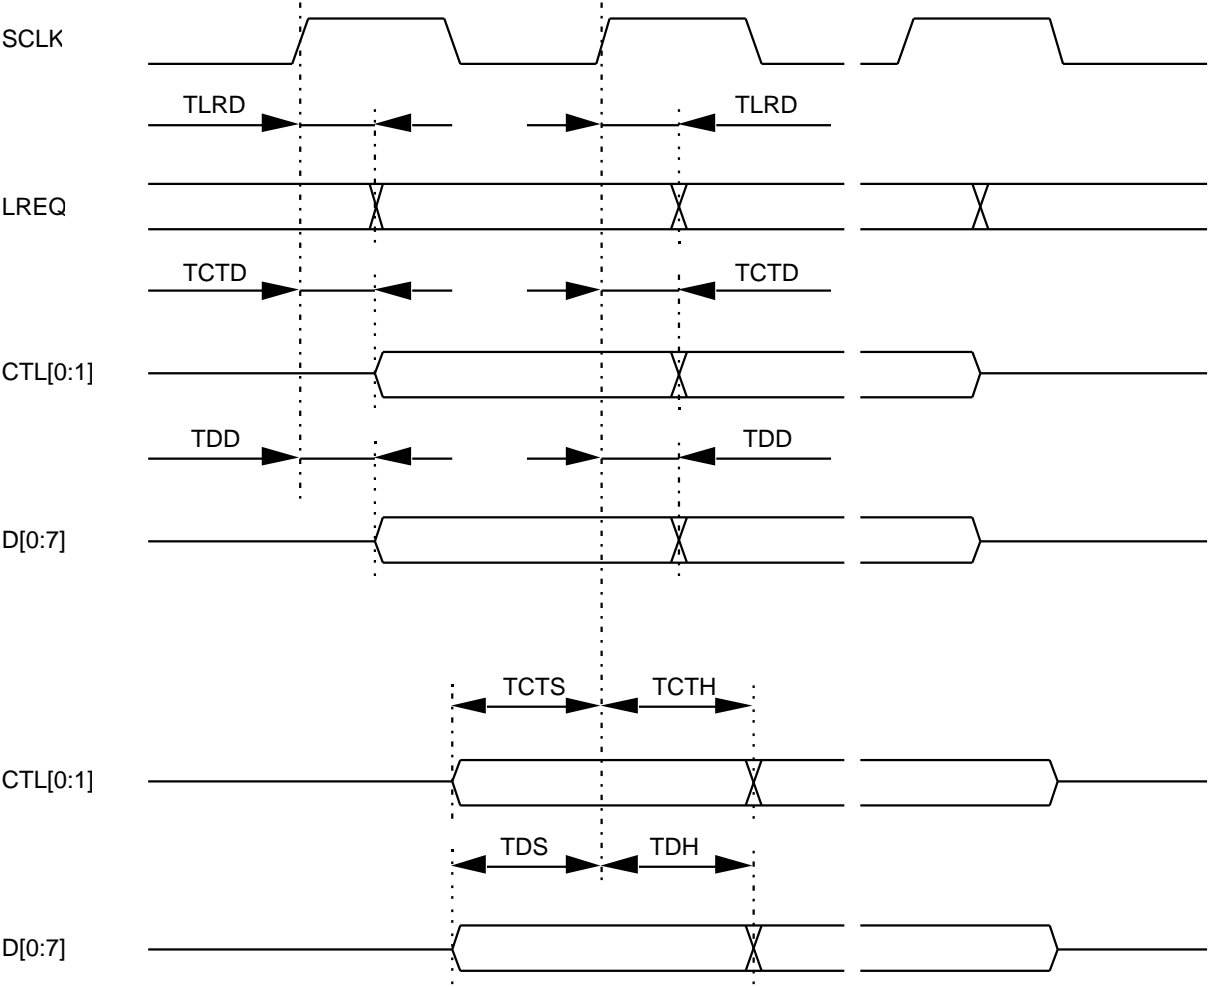 SCLK
TLRD TLRD
LREQ
TCTD TCTD
CTL[0:1]
TDD TDD
D[0:7]
TCTS TCTH
CTL[0:1]
TDS TDH
D[0:7]